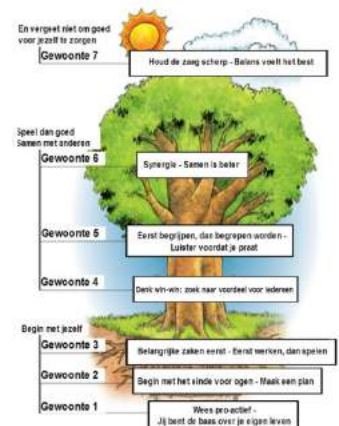 En vergeet niet om goed
voor jezelf te zorgen
Gewoonte 7
Houd de zaag scherp - Balans voelt het best
Speel dan goed
Samen met anderen
Gewoonte 6
Synergie - Samen is beter
Gewoonte 5
Eerst begrijpen, dan begrepen worden -
Luister voordat je praat
Gewoonte 4
Denk win-win: zoek naar voordeel voor iedereen
Begin met jezelf
Gewoonte 3
Belangrijke zaken eerst - Eerst werken, dan spelen
Gewoonte 2
Begin met het einde voor ogen - Maak een plan
Gewoonte 1
Wees pro-actief -
Jij bent de baas over je eigen leven